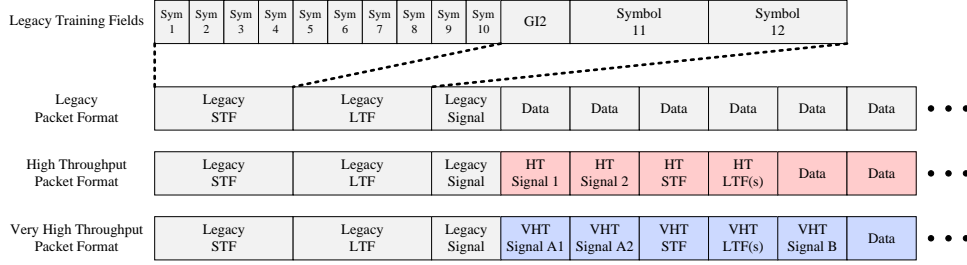 Legacy Training Fields
Sym 1
Sym 2
Sym 3
Sym 4
Sym 5
Sym 6
Sym 7
Sym 8
Sym 9
Sym 10
GI2
Symbol 11
Symbol 12
Legacy
Packet Format
Legacy
STF
Legacy
LTF
Legacy
Signal
Data
Data
Data
Data
Data
Data
High Throughput
Packet Format
Legacy
STF
Legacy
LTF
Legacy
Signal
HT
Signal 1
HT
Signal 2
HT
STF
HT
LTF(s)
Data
Data
Very High Throughput
Packet Format
Legacy
STF
Legacy
LTF
Legacy
Signal
VHT
Signal A1
VHT
Signal A2
VHT
STF
VHT
LTF(s)
VHT
Signal B
Data